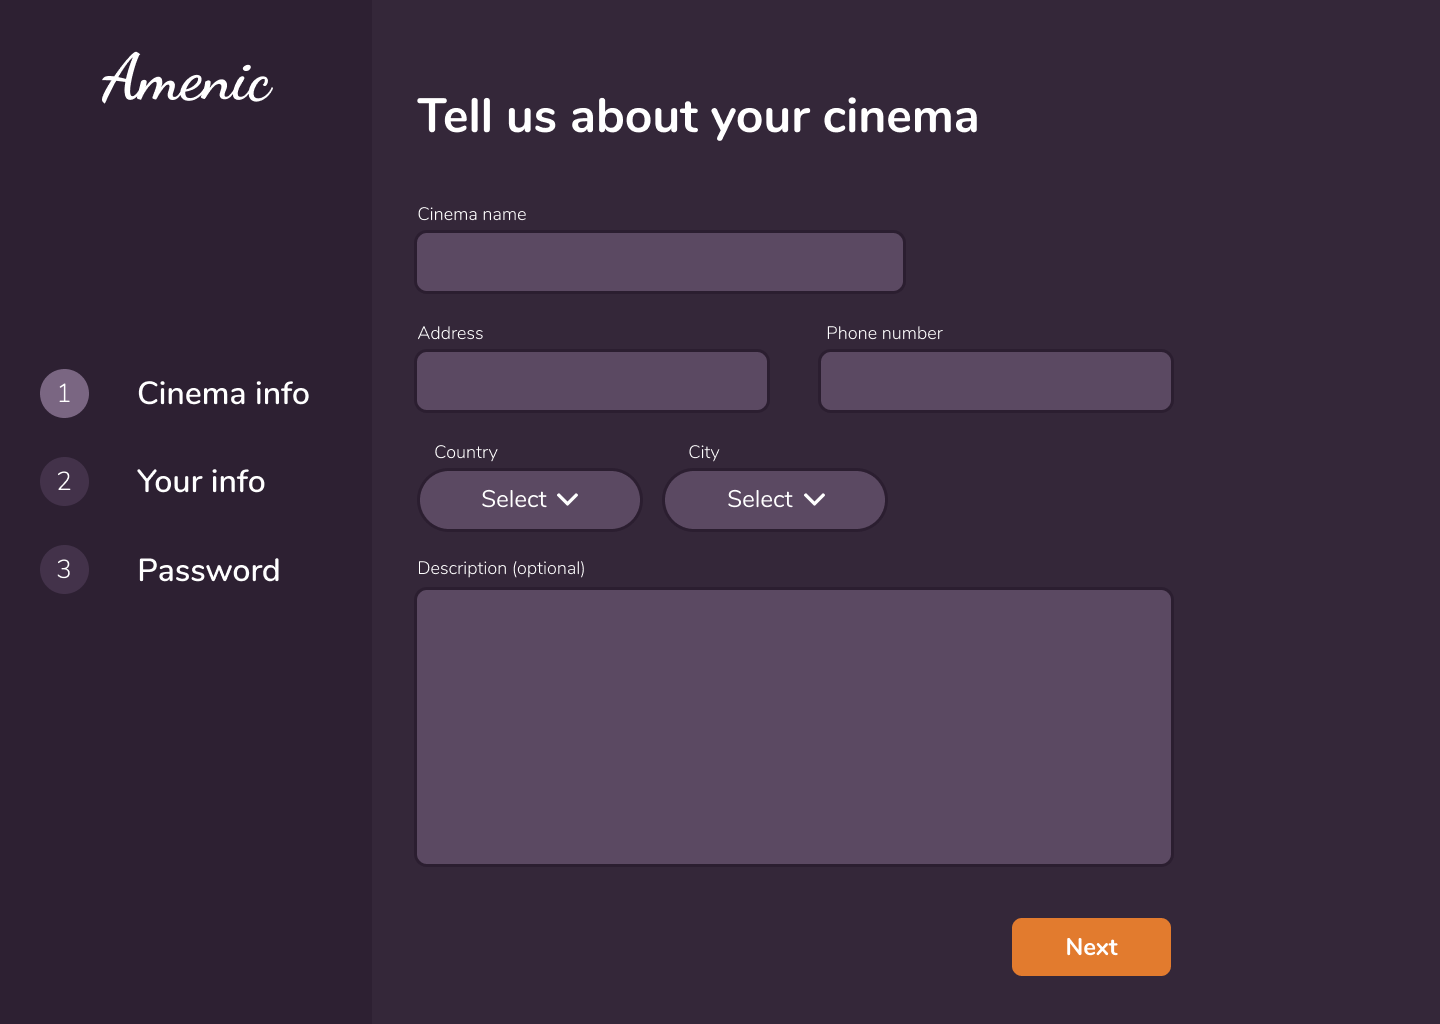 Amenic
1 Cinema info
2 Your info
3 Password
Tell us about your cinema
Cinema name
Address Phone number
Country City
Select Select
Description (optional)
Next